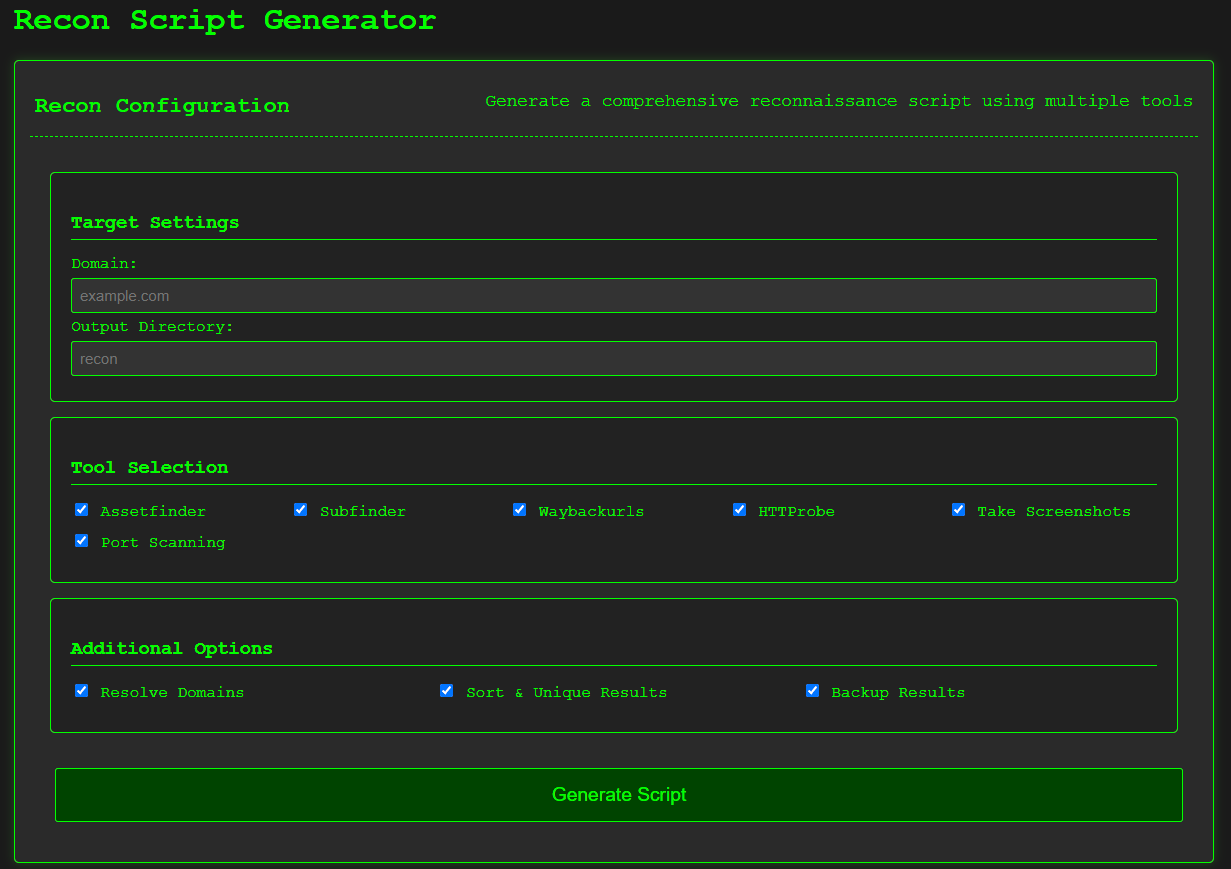 Recon Script Generator
Recon Configuration
Generate a comprehensive reconnaissance script using multiple tools
Target Settings
Domain:
example.com
Output Directory:
recon
Tool Selection
Assetfinder Subfinder Waybackurls HTTProbe Take Screenshots
Port Scanning
Additional Options
Resolve Domains Sort & Unique Results Backup Results
Generate Script